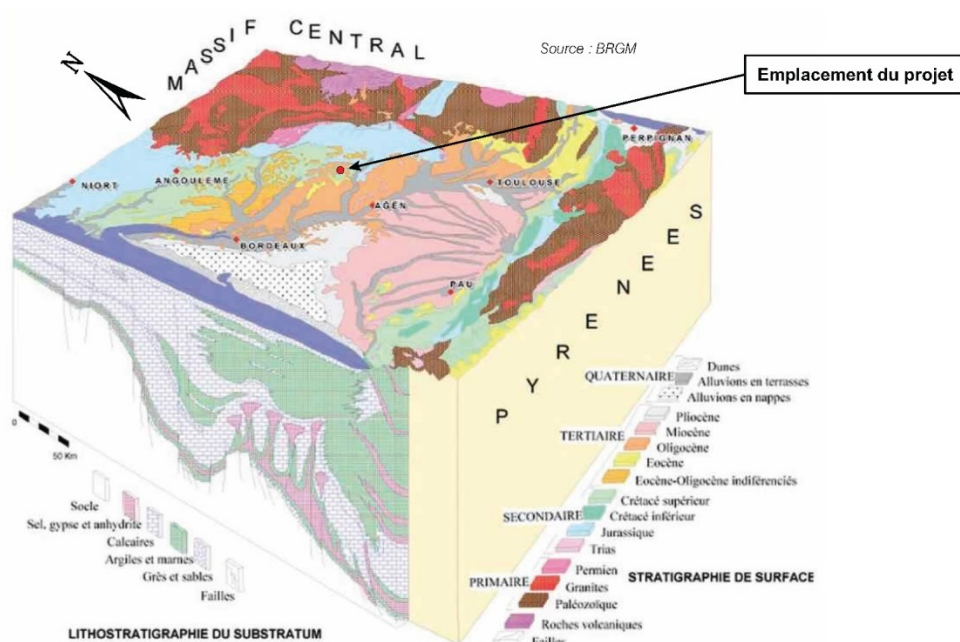 MASSIF CENTRAL
Source : BRGM
N
Emplacement du projet
PERPIGNAN
NIORT
ANGOULEME
TOULOUSE
AGEN
BORDEAUX
PAU
PYRENEES
0
50 Km
Socle
Sel, gypse et anhydrite
Calcaires
Argiles et marnes
Grès et sables
Failles
LITHOSTRATIGRAPHIE DU SUBSTRATUM
Dunes
QUATERNAIRE
Alluvions en terrasses
Alluvions en nappes
Pliocène
TERTIAIRE
Miocène
Oligocène
Eocène
Eocène-Oligocène indiférenciés
Crétacé supérieur
SECONDAIRE
Crétacé inférieur
Jurassique
Trias
Permien
PRIMAIRE
Granites
STRATIGRAPHIE DE SURFACE
Paléozoïque
Roches volcaniques
Failles